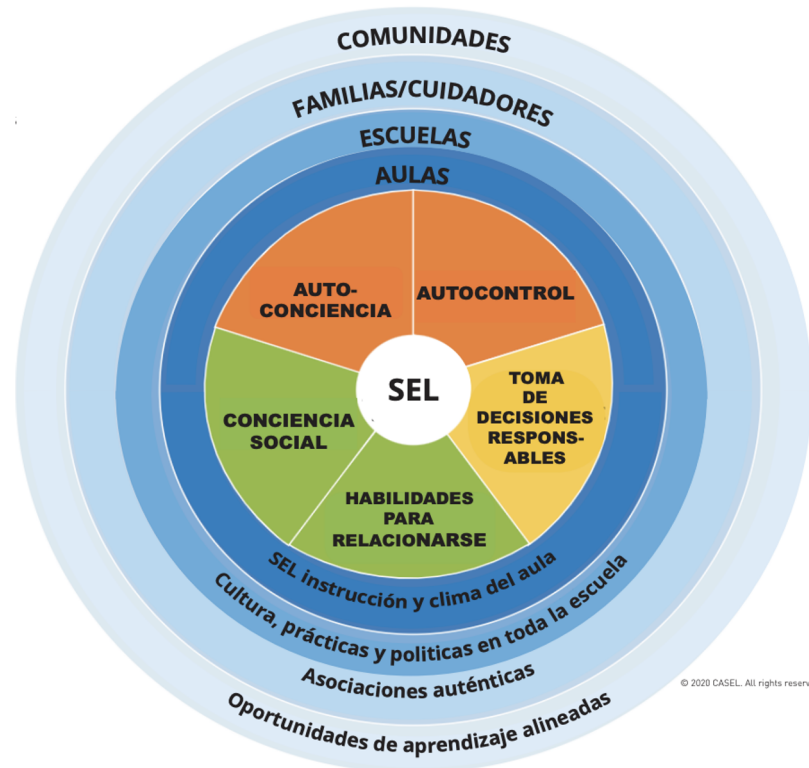 COMUNIDADES
FAMILIAS/CUIDADORES
ESCUELAS
AULAS
AUTO-
CONCIENCIA
AUTOCONTROL
SEL
TOMA
DE
DECISIONES
RESPONS-
ABLES
CONCIENCIA
SOCIAL
HABILIDADES
PARA
RELACIONARSE
SEL instrucción y clima del aula
Cultura, prácticas y politicas en toda la escuela
Asociaciones auténticas
Oportunidades de aprendizaje alineadas
© 2020 CASEL. All rights reserv